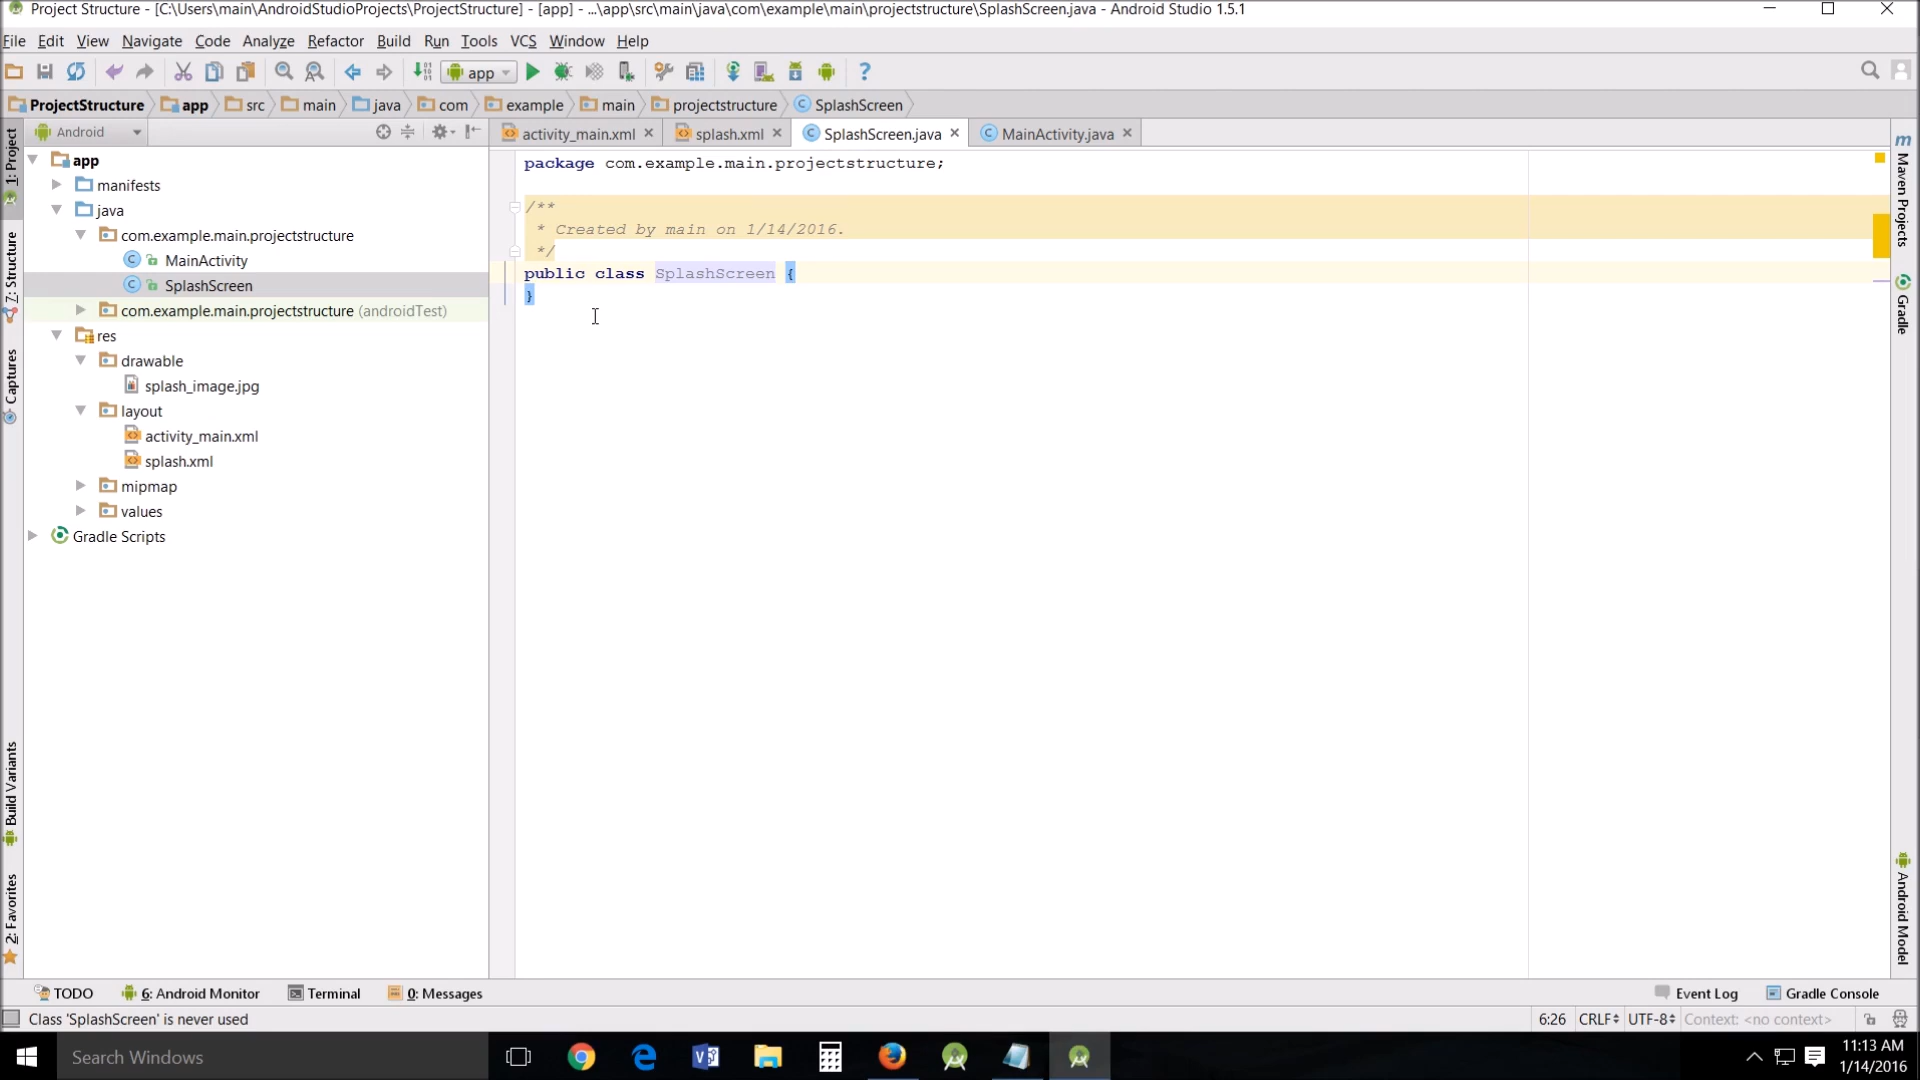 Project Structure - [C:\Users\main\AndroidStudioProjects\ProjectStructure] - [app] - ...\app\src\main\java\com\example\main\projectstructure\SplashScreen.java - Android Studio 1.5.1
File Edit View Navigate Code Analyze Refactor Build Run Tools VCS Window Help
app
ProjectStructure app src main java com example main projectstructure SplashScreen
Android
activity_main.xml splash.xml SplashScreen.java MainActivity.java
1: Project
7: Structure
Captures
Build Variants
2: Favorites
app
manifests
java
com.example.main.projectstructure
MainActivity
SplashScreen
com.example.main.projectstructure (androidTest)
res
drawable
splash_image.jpg
layout
activity_main.xml
splash.xml
mipmap
values
Gradle Scripts
package com.example.main.projectstructure;
/**
* Created by main on 1/14/2016.
*/
public class SplashScreen {
}
m Maven Projects
Gradle
Android Model
TODO 6: Android Monitor Terminal 0: Messages Event Log Gradle Console
Class 'SplashScreen' is never used 6:26 CRLF UTF-8 Context: <no context>
Search Windows
11:13 AM
1/14/2016